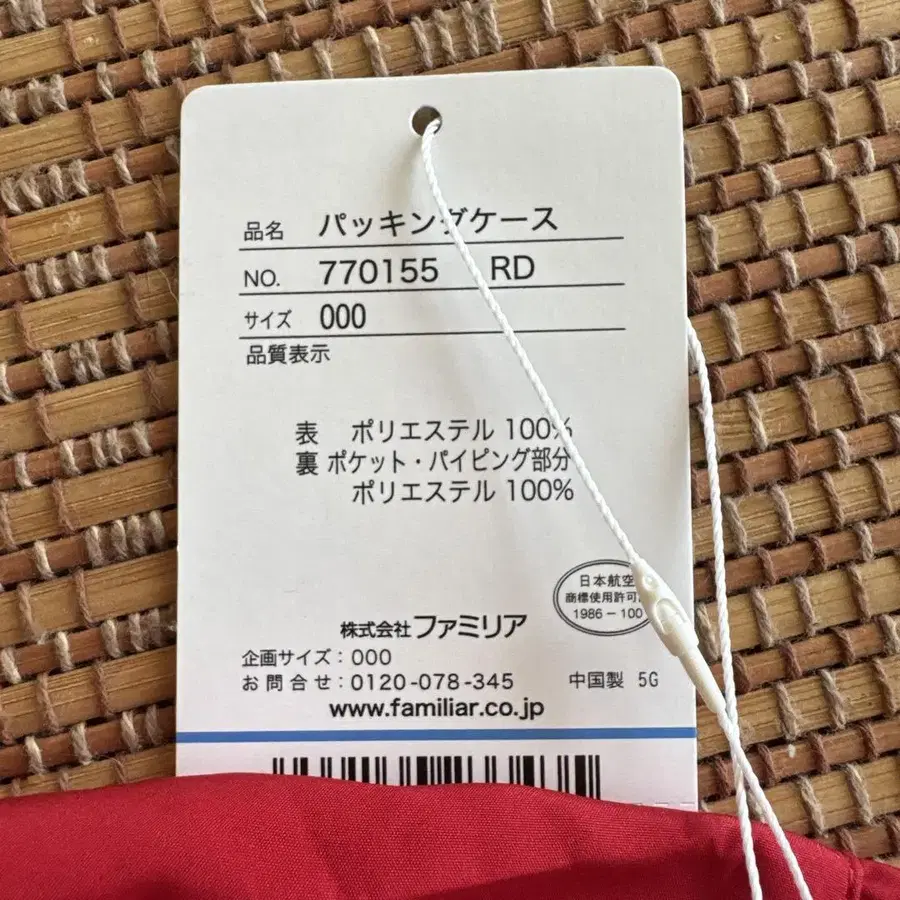 品名 パッキングケース
NO. 770155 RD
サイズ 000
品質表示
表 ポリエステル 100%
裏 ポケット・パイピング部分
ポリエステル 100%
日本航空
商標使用許可
1986-100
株式会社 ファミリア
企画サイズ:000
お問合せ:0120-078-345 中国製 5G
www.familiar.co.jp